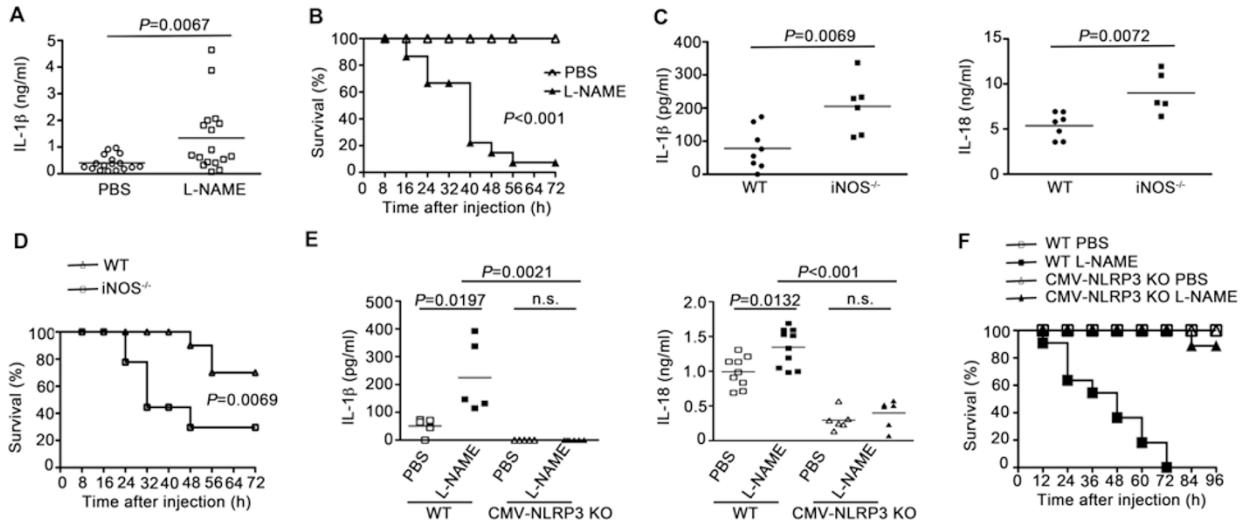 A
P=0.0067
IL-1β (ng/ml)
5
4
3
2
1
0
PBS
L-NAME
B
Survival (%)
100
80
60
40
20
0
PBS
L-NAME
P<0.001
0 8 16 24 32 40 48 56 64 72
Time after injection (h)
C
P=0.0069
IL-1β (pg/ml)
400
300
200
100
0
WT
iNOS-/-
P=0.0072
IL-18 (ng/ml)
15
10
5
0
WT
iNOS-/-
D
WT
iNOS-/-
Survival (%)
100
80
60
40
20
0
P=0.0069
0 8 16 24 32 40 48 56 64 72
Time after injection (h)
E
P=0.0021
P=0.0197
n.s.
IL-1β (pg/ml)
500
400
300
200
100
0
PBS
L-NAME
PBS
L-NAME
WT
CMV-NLRP3 KO
P<0.001
P=0.0132
n.s.
IL-18 (ng/ml)
2.0
1.5
1.0
0.5
0.0
PBS
L-NAME
PBS
L-NAME
WT
CMV-NLRP3 KO
F
WT PBS
WT L-NAME
CMV-NLRP3 KO PBS
CMV-NLRP3 KO L-NAME
Survival (%)
100
80
60
40
20
0
0 12 24 36 48 60 72 84 96
Time after injection (h)